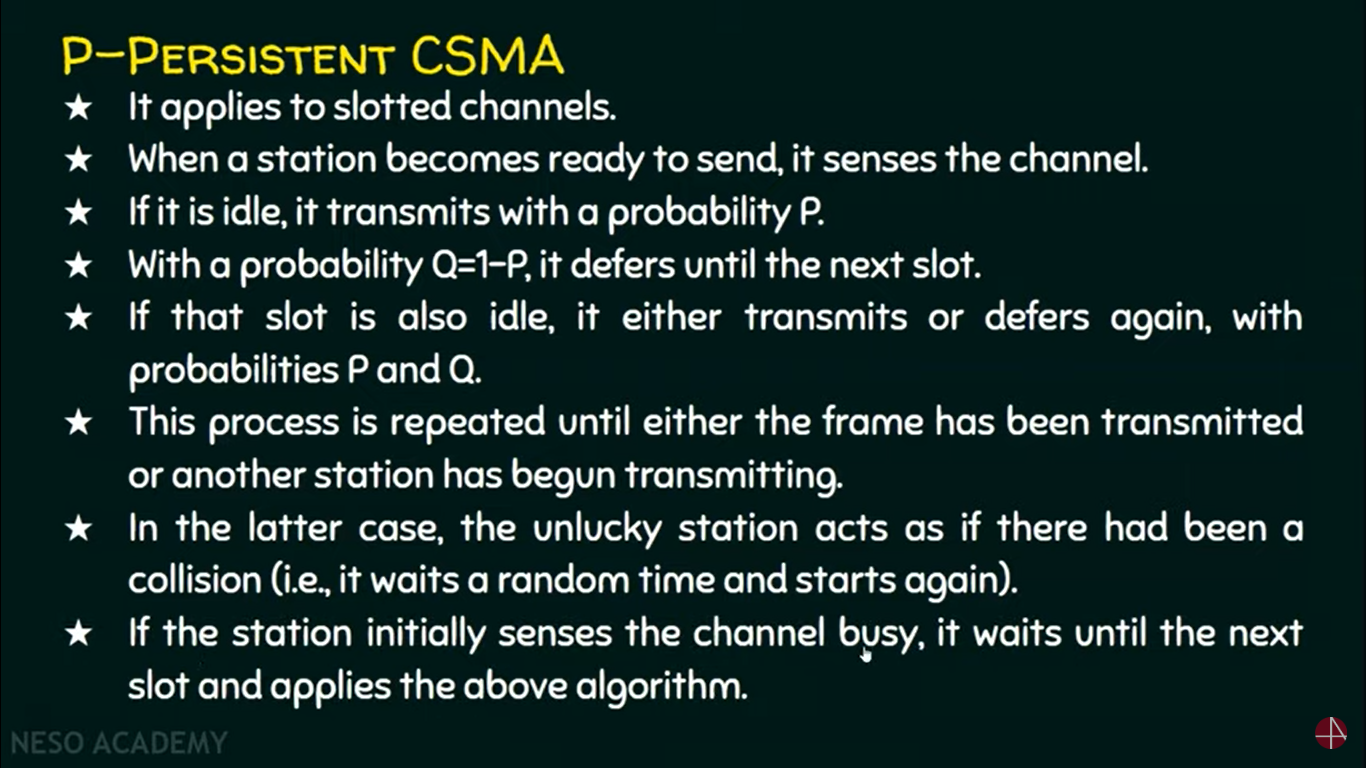 P-PERSISTENT CSMA
★ It applies to slotted channels.
★ When a station becomes ready to send, it senses the channel.
★ If it is idle, it transmits with a probability P.
★ With a probability Q=1-P, it defers until the next slot.
★ If that slot is also idle, it either transmits or defers again, with
probabilities P and Q.
★ This process is repeated until either the frame has been transmitted
or another station has begun transmitting.
★ In the latter case, the unlucky station acts as if there had been a
collision (i.e., it waits a random time and starts again).
★ If the station initially senses the channel busy, it waits until the next
slot and applies the above algorithm.
NESO ACADEMY